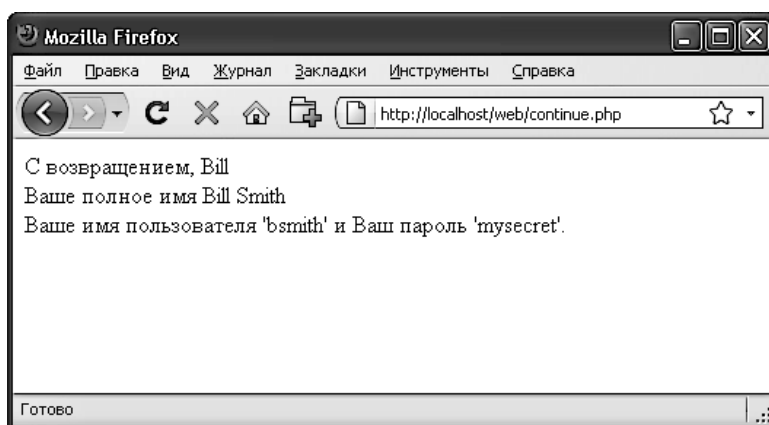 Mozilla Firefox
Файл Правка Вид Журнал Закладки Инструменты Справка
http://localhost/web/continue.php
С возвращением, Bill
Ваше полное имя Bill Smith
Ваше имя пользователя 'bsmith' и Ваш пароль 'mysecret'.
Готово